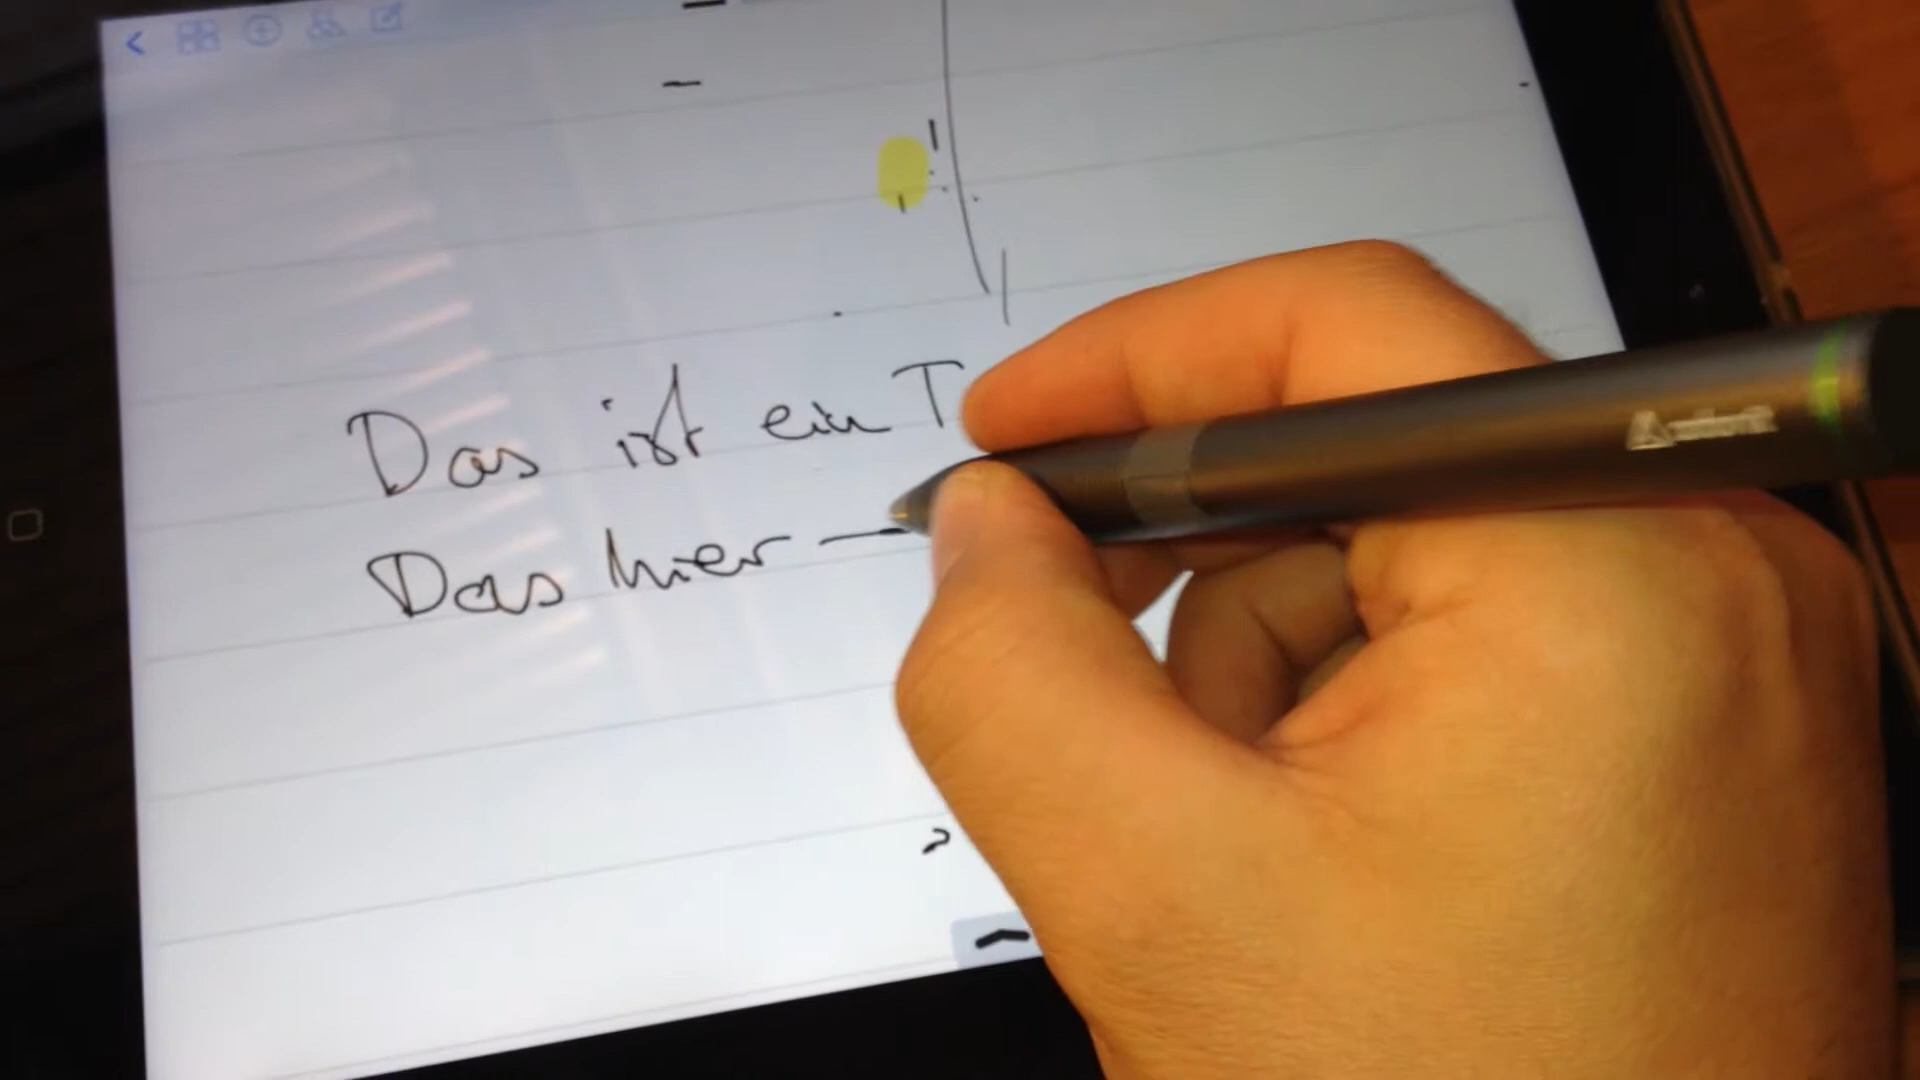 Das ist ein T
Das hier –